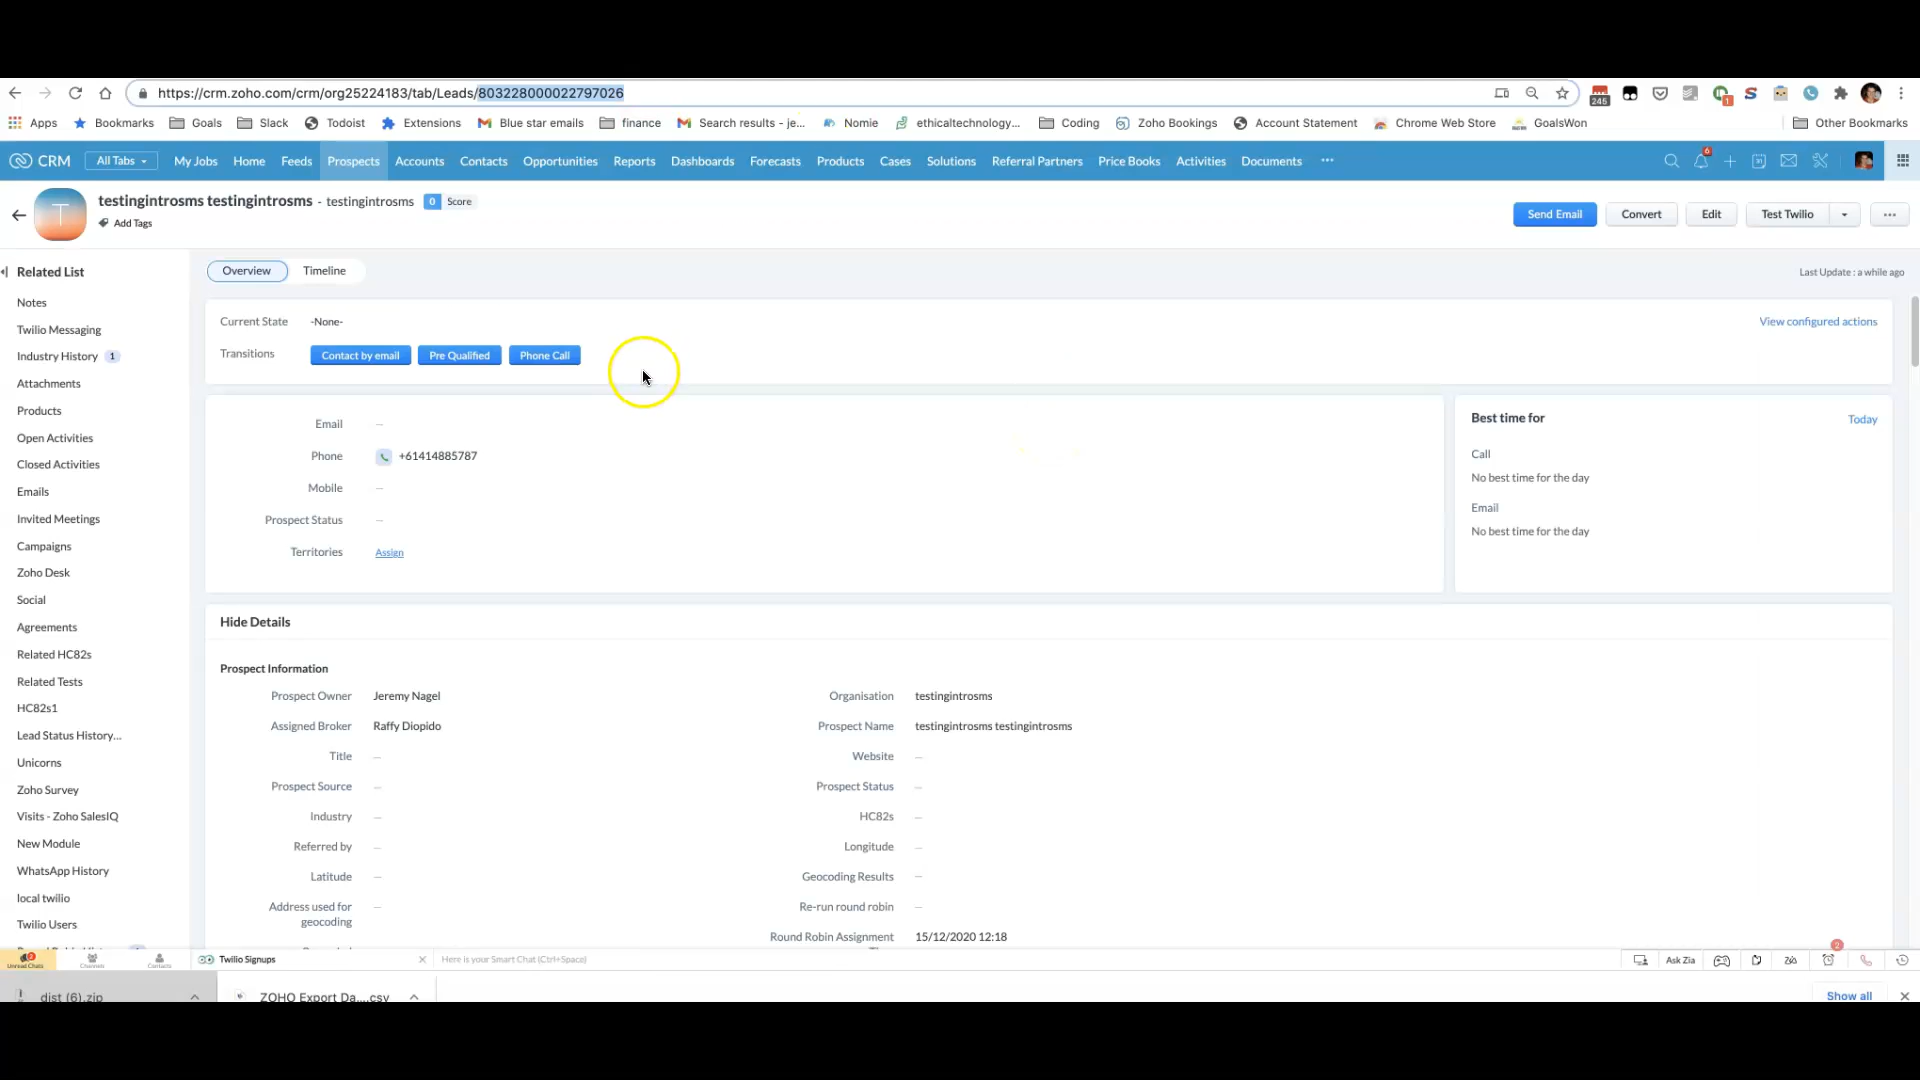 https://crm.zoho.com/crm/org25224183/tab/Leads/803228000022797026
245
1
Apps Bookmarks Goals Slack Todoist Extensions Blue star emails finance Search results - je... Nomie ethicaltechnology... Coding Zoho Bookings Account Statement Chrome Web Store GoalsWon Other Bookmarks
CRM All Tabs My Jobs Home Feeds Prospects Accounts Contacts Opportunities Reports Dashboards Forecasts Products Cases Solutions Referral Partners Price Books Activities Documents ... 6
T
testingintrosms testingintrosms - testingintrosms 0 Score
Add Tags
Send Email Convert Edit Test Twilio ...
Related List
Notes
Twilio Messaging
Industry History 1
Attachments
Products
Open Activities
Closed Activities
Emails
Invited Meetings
Campaigns
Zoho Desk
Social
Agreements
Related HC82s
Related Tests
HC82s1
Lead Status History...
Unicorns
Zoho Survey
Visits - Zoho SalesIQ
New Module
WhatsApp History
local twilio
Twilio Users
Overview Timeline
Last Update : a while ago
Current State -None-
View configured actions
Transitions Contact by email Pre Qualified Phone Call
Email —
Phone +61414885787
Mobile —
Prospect Status —
Territories Assign
Best time for Today
Call
No best time for the day
Email
No best time for the day
Hide Details
Prospect Information
Prospect Owner Jeremy Nagel Organisation testingintrosms
Assigned Broker Raffy Diopido Prospect Name testingintrosms testingintrosms
Title — Website —
Prospect Source — Prospect Status —
Industry — HC82s —
Referred by — Longitude —
Latitude — Geocoding Results —
Address used for — Re-run round robin —
geocoding
Round Robin Assignment 15/12/2020 12:18
2
Unread Chats Channels Contacts Twilio Signups Here is your Smart Chat (Ctrl+Space) Ask Zia 2
dist (6).zip ZOHO Export Da....csv Show all